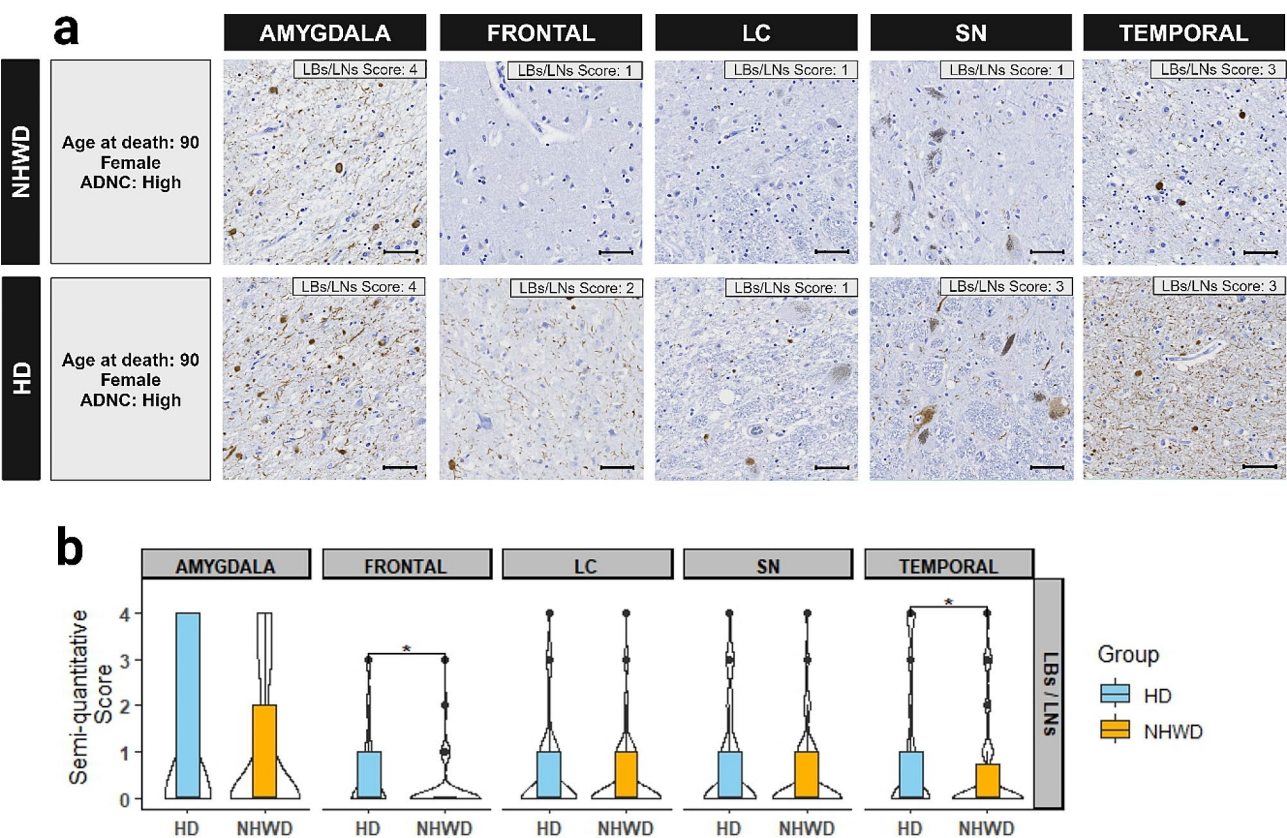 a
AMYGDALA
FRONTAL
LC
SN
TEMPORAL
NHWD
Age at death: 90
Female
ADNC: High
LBs/LNs Score: 4
LBs/LNs Score: 1
LBs/LNs Score: 1
LBs/LNs Score: 1
LBs/LNs Score: 3
HD
Age at death: 90
Female
ADNC: High
LBs/LNs Score: 4
LBs/LNs Score: 2
LBs/LNs Score: 1
LBs/LNs Score: 3
LBs/LNs Score: 3
b
AMYGDALA
FRONTAL
LC
SN
TEMPORAL
Semi-quantitative
Score
4
3
2
1
0
*
*
LBs / LNs
HD
NHWD
HD
NHWD
HD
NHWD
HD
NHWD
HD
NHWD
Group
HD
NHWD